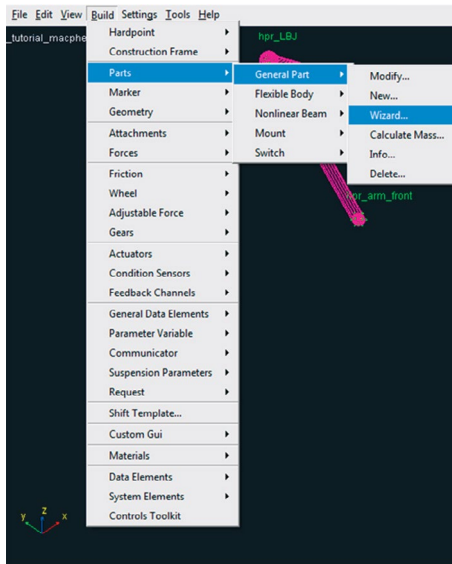 File Edit View Build Settings Tools Help
_tutorial_macphe
Hardpoint
Construction Frame
Parts
Marker
Geometry
Attachments
Forces
Friction
Wheel
Adjustable Force
Gears
Actuators
Condition Sensors
Feedback Channels
General Data Elements
Parameter Variable
Communicator
Suspension Parameters
Request
Shift Template...
Custom Gui
Materials
Data Elements
System Elements
Controls Toolkit
General Part
Flexible Body
Nonlinear Beam
Mount
Switch
Modify...
New...
Wizard...
Calculate Mass...
Info...
Delete...
hpr_LBJ
hpr_arm_front
y z x